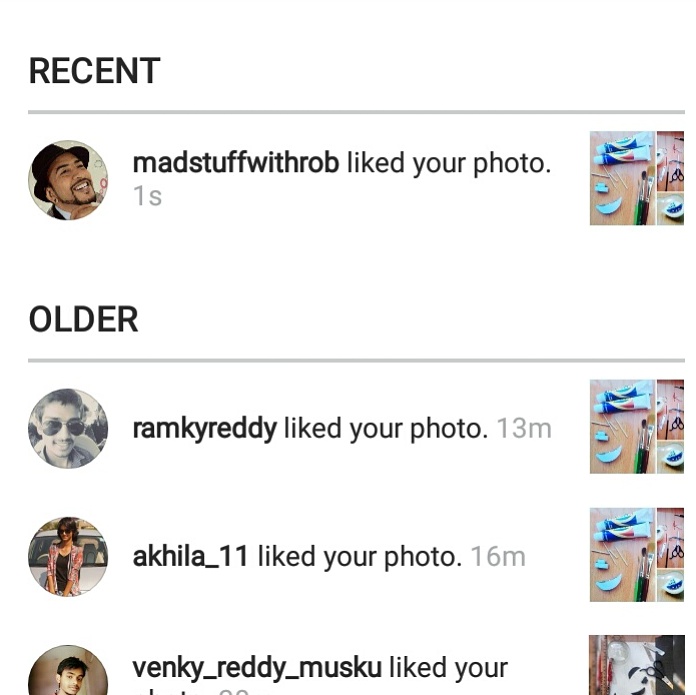 RECENT
madstuffwithrob liked your photo.
1s
OLDER
ramkyreddy liked your photo. 13m
akhila_11 liked your photo. 16m
venky_reddy_musku liked your